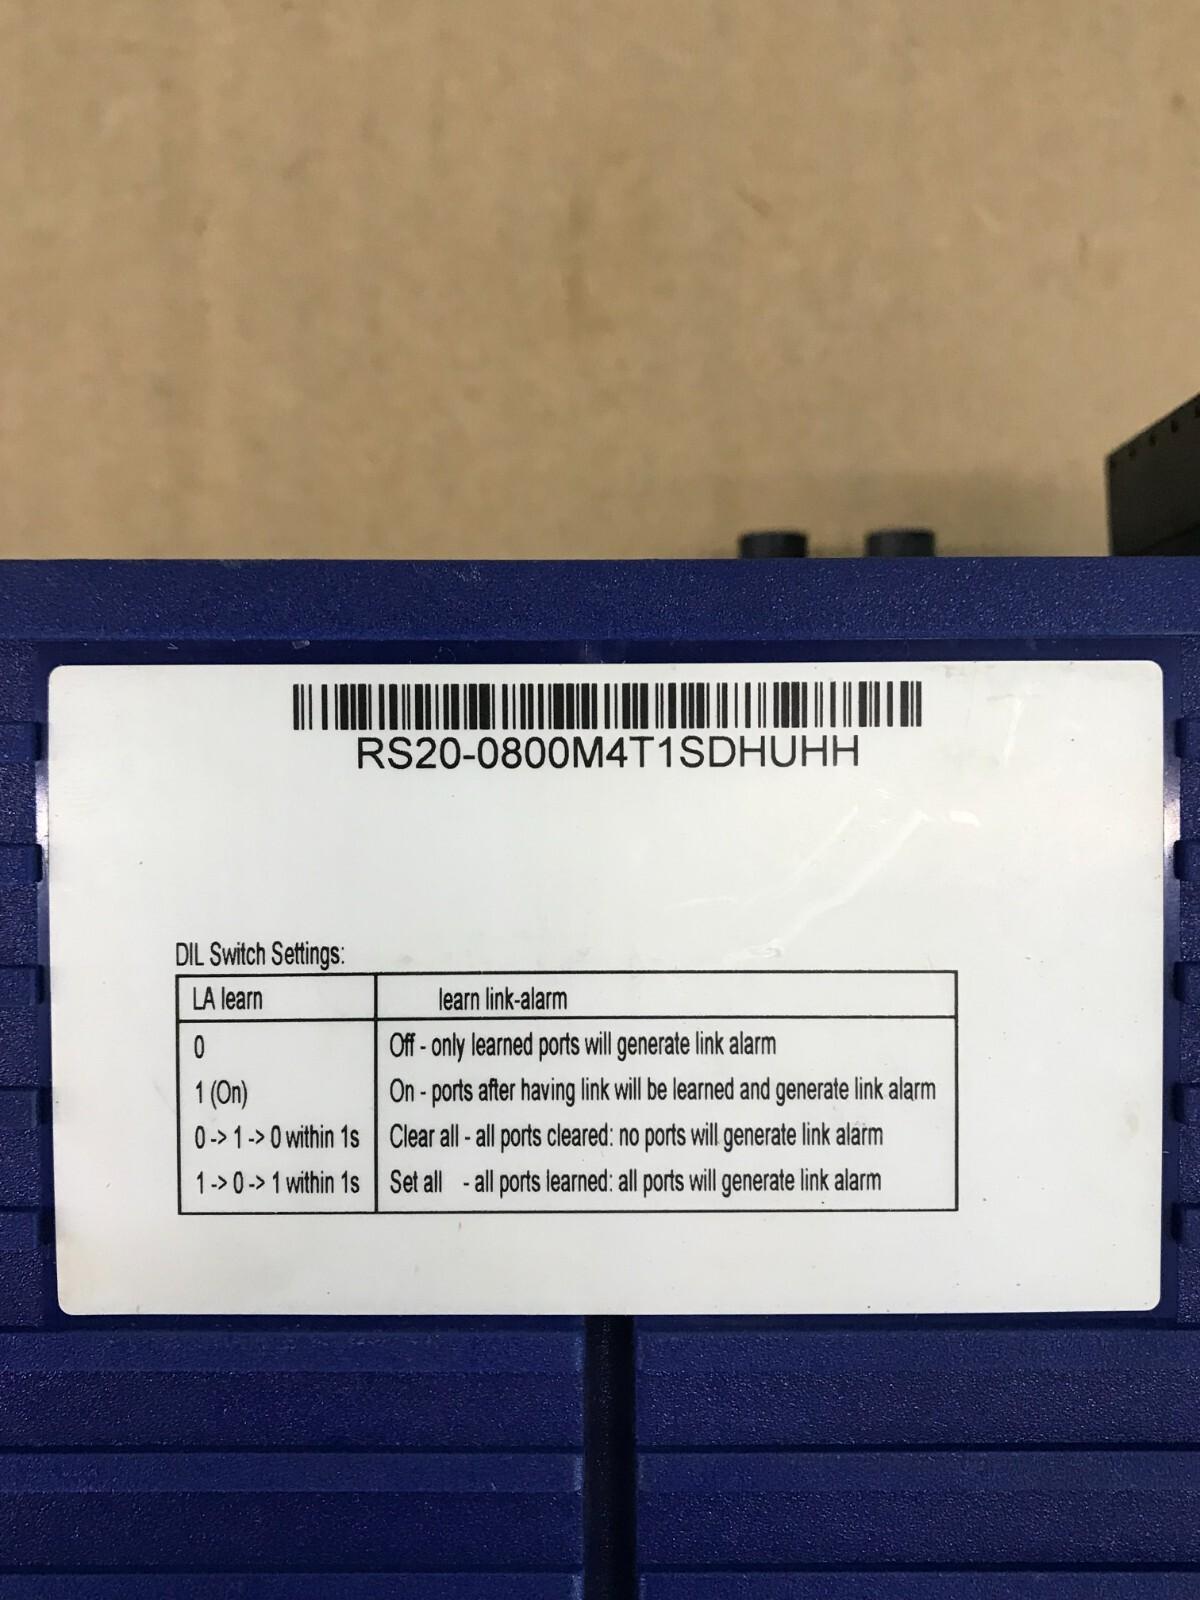 RS20-0800M4T1SDHUHH
DIL Switch Settings:
LA learn learn link-alarm
0 Off - only learned ports will generate link alarm
1 (On) On - ports after having link will be learned and generate link alarm
0 -> 1 -> 0 within 1s Clear all - all ports cleared: no ports will generate link alarm
1 -> 0 -> 1 within 1s Set all - all ports learned: all ports will generate link alarm